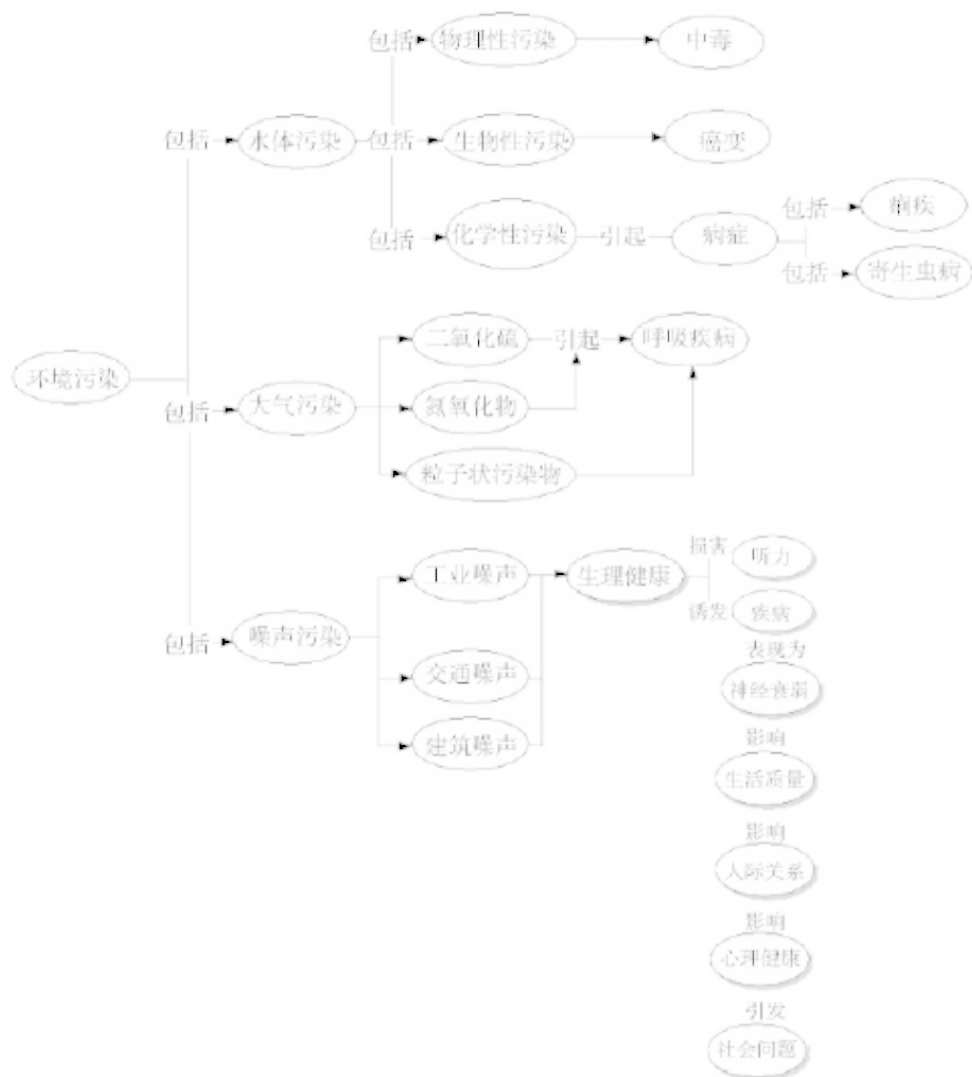 包括 物理性污染 中毒
包括 水体污染 包括 生物性污染 癌变
包括 化学性污染 引起 病症 包括 痢疾
包括 寄生虫病
环境污染
包括 大气污染 二氧化硫 引起 呼吸疾病
氮氧化物
粒子状污染物
包括 噪声污染 工业噪声 生理健康 损害 听力
诱发 疾病
表现为
交通噪声 神经衰弱
建筑噪声 影响
生活质量
影响
人际关系
影响
心理健康
引发
社会问题